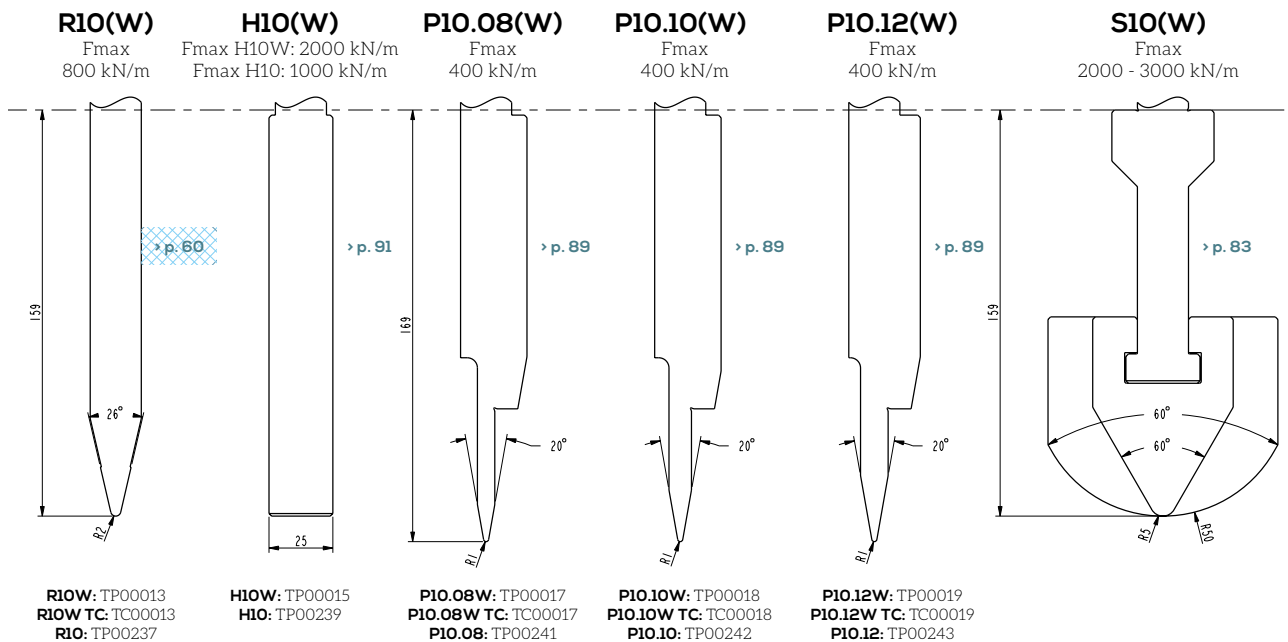 R10(W)
Fmax
800 kN/m
H10(W)
Fmax H10W: 2000 kN/m
Fmax H10: 1000 kN/m
P10.08(W)
Fmax
400 kN/m
P10.10(W)
Fmax
400 kN/m
P10.12(W)
Fmax
400 kN/m
S10(W)
Fmax
2000 - 3000 kN/m
› p. 60
› p. 91
› p. 89
› p. 89
› p. 89
› p. 83
159
169
159
26°
20°
20°
20°
60°
60°
R2
25
R1
R1
R1
R5
R50
R10W: TP00013
R10W TC: TC00013
R10: TP00237
H10W: TP00015
H10: TP00239
P10.08W: TP00017
P10.08W TC: TC00017
P10.08: TP00241
P10.10W: TP00018
P10.10W TC: TC00018
P10.10: TP00242
P10.12W: TP00019
P10.12W TC: TC00019
P10.12: TP00243